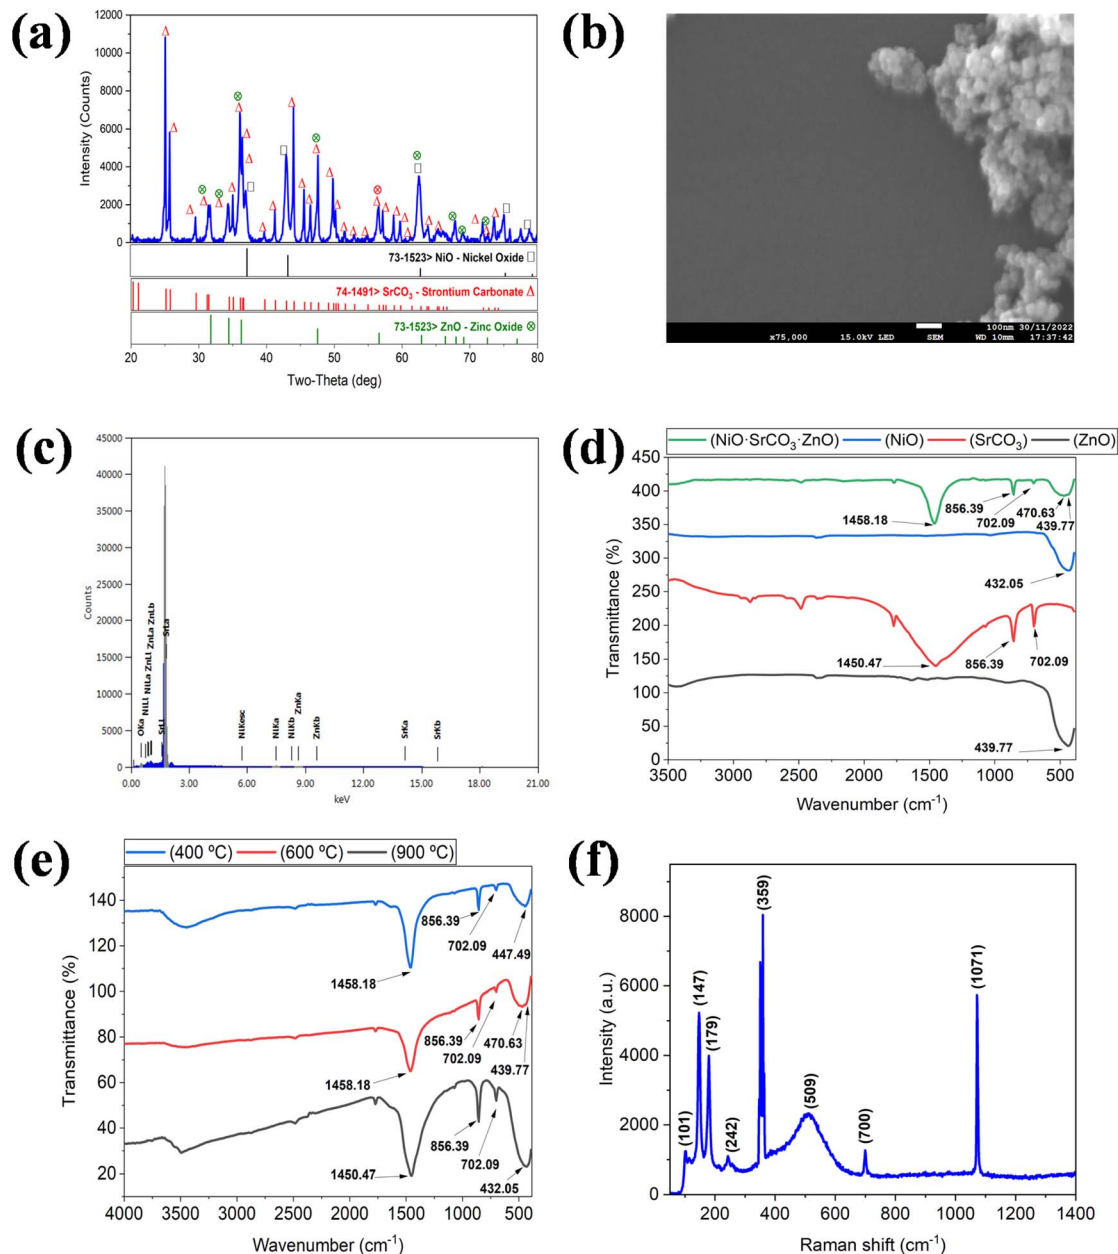 (a)
Intensity (Counts)
12000
10000
8000
6000
4000
2000
0
73-1523> NiO - Nickel Oxide
74-1491> SrCO₃ - Strontium Carbonate
73-1523> ZnO - Zinc Oxide
20 30 40 50 60 70 80
Two-Theta (deg)
(b)
100nm 30/11/2022
x75,000 15.0kV LED SEM WD 10mm 17:37:42
(c)
Counts
45000
40000
35000
30000
25000
20000
15000
10000
5000
0
OKa
NiLl
NiLa ZnLl
ZnLa ZnLb
SrLl
SrLa
NiKesc
NiKa
NiKb
ZnKa
ZnKb
SrKa
SrKb
0.00 3.00 6.00 9.00 12.00 15.00 18.00 21.00
keV
(d)
(NiO·SrCO₃·ZnO) (NiO) (SrCO₃) (ZnO)
Transmittance (%)
450
400
350
300
250
200
150
100
50
0
1458.18
856.39
702.09
470.63
439.77
432.05
1450.47
856.39
702.09
439.77
3500 3000 2500 2000 1500 1000 500
Wavenumber (cm⁻¹)
(e)
(400 ºC) (600 ºC) (900 ºC)
Transmittance (%)
140
120
100
80
60
40
20
1458.18
856.39
702.09
447.49
1458.18
856.39
702.09
470.63
439.77
1450.47
856.39
702.09
432.05
4000 3500 3000 2500 2000 1500 1000 500
Wavenumber (cm⁻¹)
(f)
Intensity (a.u.)
8000
6000
4000
2000
0
(101)
(147)
(179)
(242)
(359)
(509)
(700)
(1071)
200 400 600 800 1000 1200 1400
Raman shift (cm⁻¹)